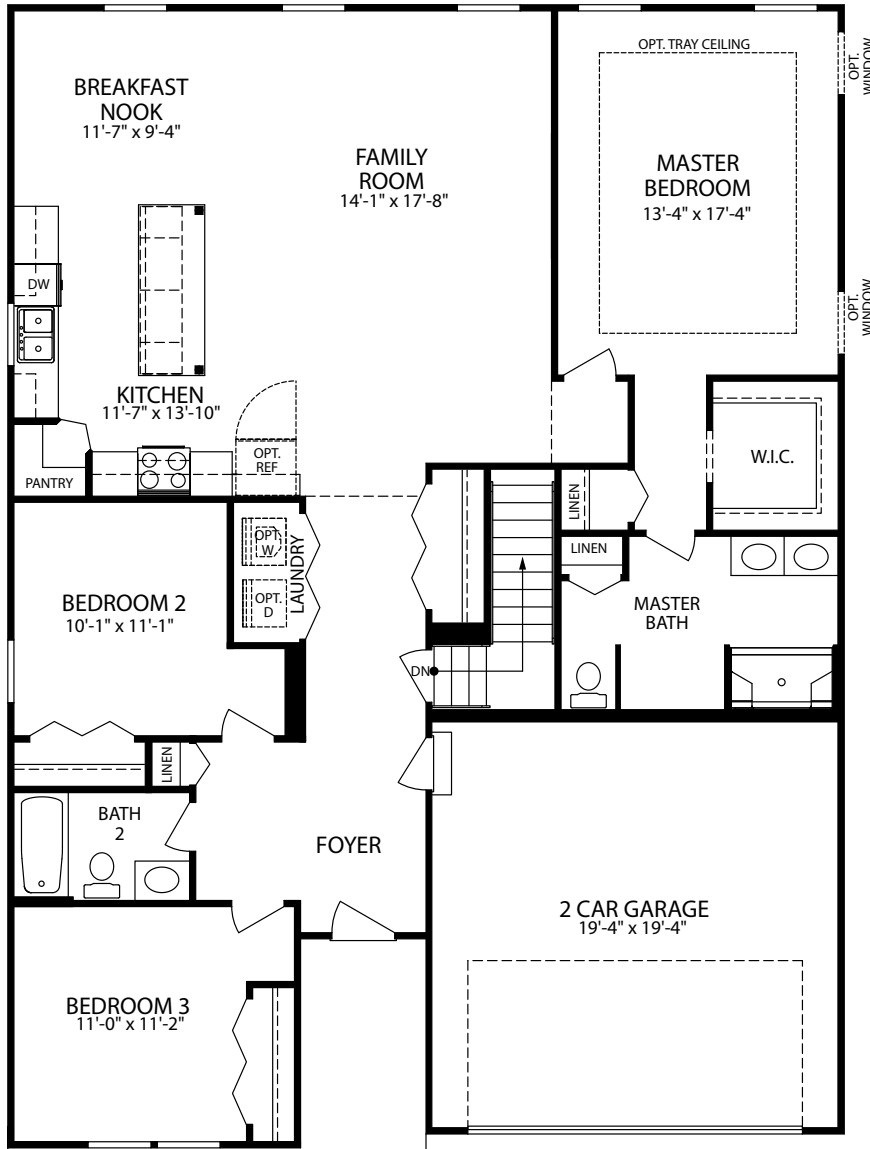 OPT. TRAY CEILING
OPT.
WINDOW
BREAKFAST
NOOK
11'-7" x 9'-4"
FAMILY
ROOM
14'-1" x 17'-8"
MASTER
BEDROOM
13'-4" x 17'-4"
DW
OPT.
WINDOW
KITCHEN
11'-7" x 13'-10"
OPT.
REF
PANTRY
W.I.C.
LINEN
OPT.
W
LAUNDRY
LINEN
OPT.
D
BEDROOM 2
10'-1" x 11'-1"
MASTER
BATH
DN
LINEN
BATH
2
FOYER
2 CAR GARAGE
19'-4" x 19'-4"
BEDROOM 3
11'-0" x 11'-2"